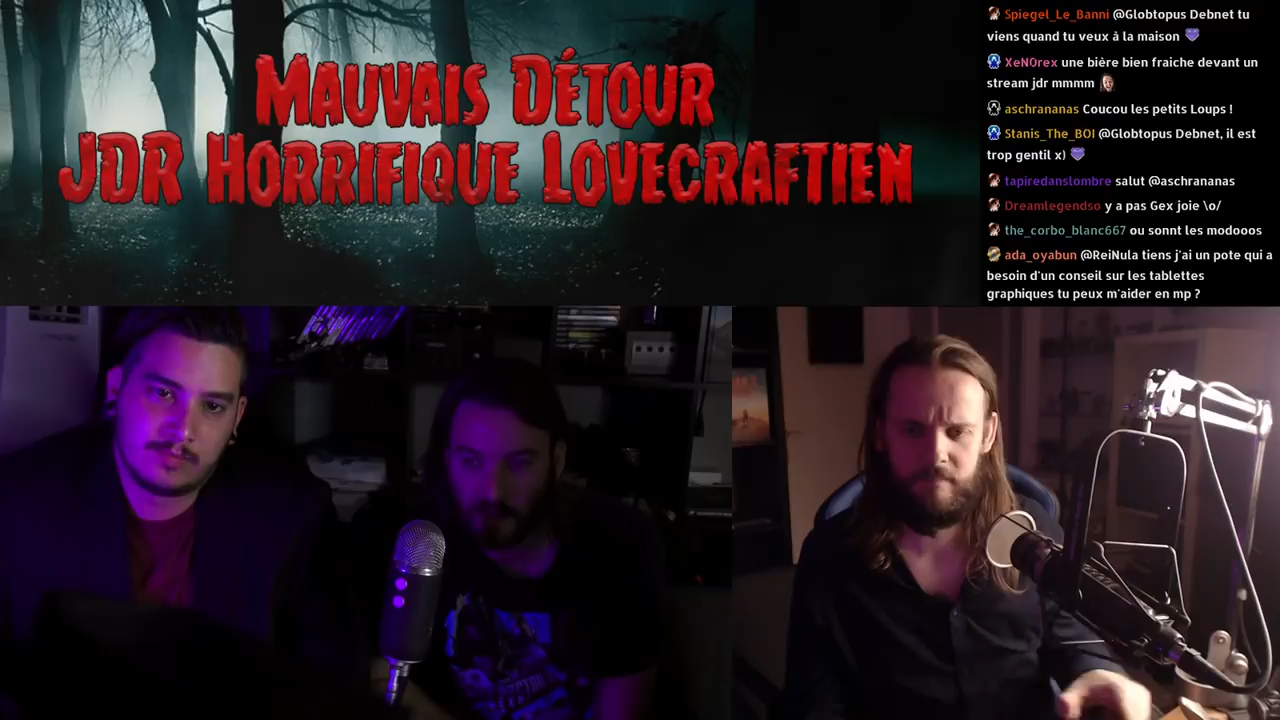 Mauvais Détour
JDR Horrifique Lovecraftien
Spiegel_Le_Banni @Globtopus Debnet tu
viens quand tu veux à la maison
XeN0rex une bière bien fraiche devant un
stream jdr mmmm
aschrananas Coucou les petits Loups !
Stanis_The_BOI @Globtopus Debnet, il est
trop gentil x)
tapiredanslombre salut @aschrananas
Dreamlegendso y a pas Gex joie \o/
the_corbo_blanc667 ou sonnt les modooos
ada_oyabun @ReiNula tiens j'ai un pote qui a
besoin d'un conseil sur les tablettes
graphiques tu peux m'aider en mp ?